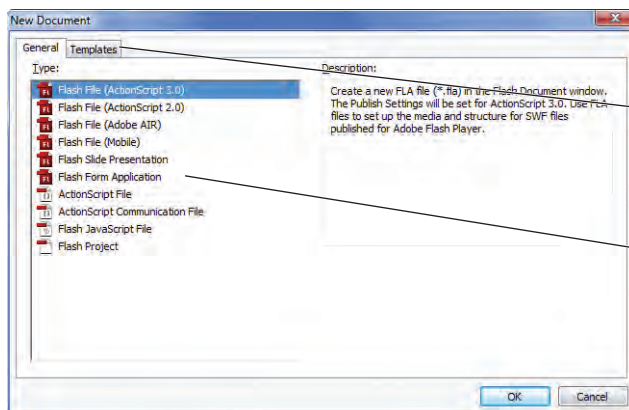 New Document
General Templates
Type:
Flash File (ActionScript 3.0)
Flash File (ActionScript 2.0)
Flash File (Adobe AIR)
Flash File (Mobile)
Flash Slide Presentation
Flash Form Application
ActionScript File
ActionScript Communication File
Flash JavaScript File
Flash Project
Description:
Create a new FLA file (*.fla) in the Flash Document window.
The Publish Settings will be set for ActionScript 3.0. Use FLA
files to set up the media and structure for SWF files
published for Adobe Flash Player.
OK Cancel